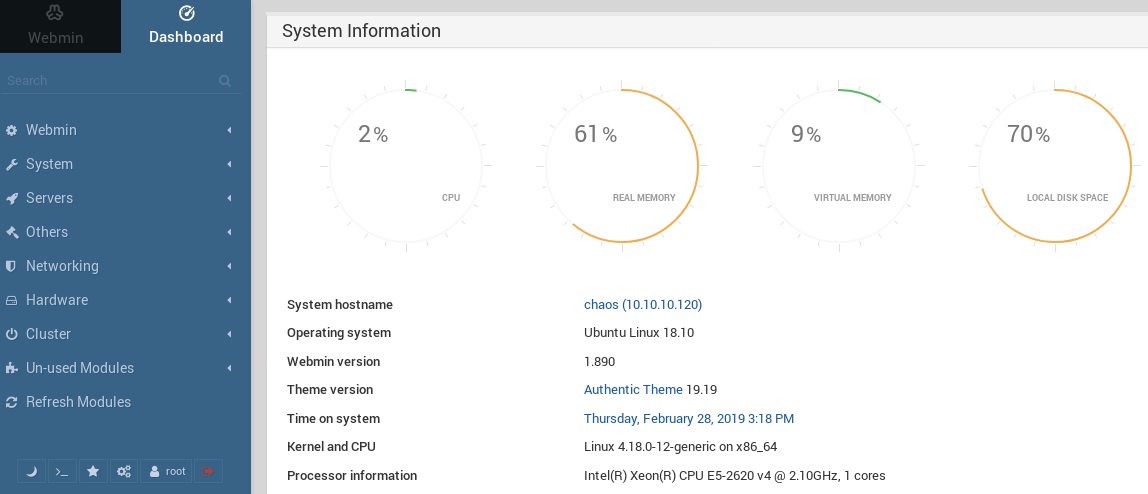 Webmin
Dashboard
Search
Webmin
System
Servers
Others
Networking
Hardware
Cluster
Un-used Modules
Refresh Modules
root
System Information
2%
CPU
61%
REAL MEMORY
9%
VIRTUAL MEMORY
70%
LOCAL DISK SPACE
System hostname chaos (10.10.10.120)
Operating system Ubuntu Linux 18.10
Webmin version 1.890
Theme version Authentic Theme 19.19
Time on system Thursday, February 28, 2019 3:18 PM
Kernel and CPU Linux 4.18.0-12-generic on x86_64
Processor information Intel(R) Xeon(R) CPU E5-2620 v4 @ 2.10GHz, 1 cores